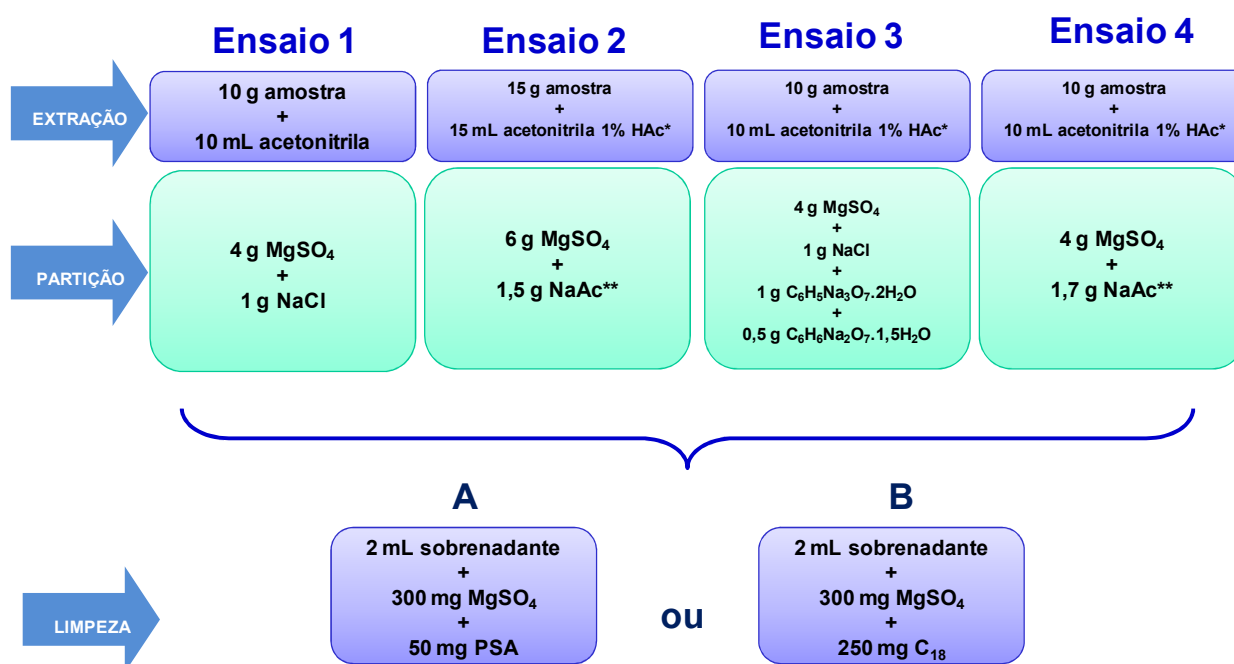 Ensaio 1
Ensaio 2
Ensaio 3
Ensaio 4
EXTRAÇÃO
10 g amostra
+
10 mL acetonitrila
15 g amostra
+
15 mL acetonitrila 1% HAc*
10 g amostra
+
10 mL acetonitrila 1% HAc*
10 g amostra
+
10 mL acetonitrila 1% HAc*
PARTIÇÃO
4 g MgSO₄
+
1 g NaCl
6 g MgSO₄
+
1,5 g NaAc**
4 g MgSO₄
+
1 g NaCl
+
1 g C₆H₅Na₃O₇.2H₂O
+
0,5 g C₆H₆Na₂O₇.1,5H₂O
4 g MgSO₄
+
1,7 g NaAc**
A
B
LIMPEZA
2 mL sobrenadante
+
300 mg MgSO₄
+
50 mg PSA
ou
2 mL sobrenadante
+
300 mg MgSO₄
+
250 mg C₁₈